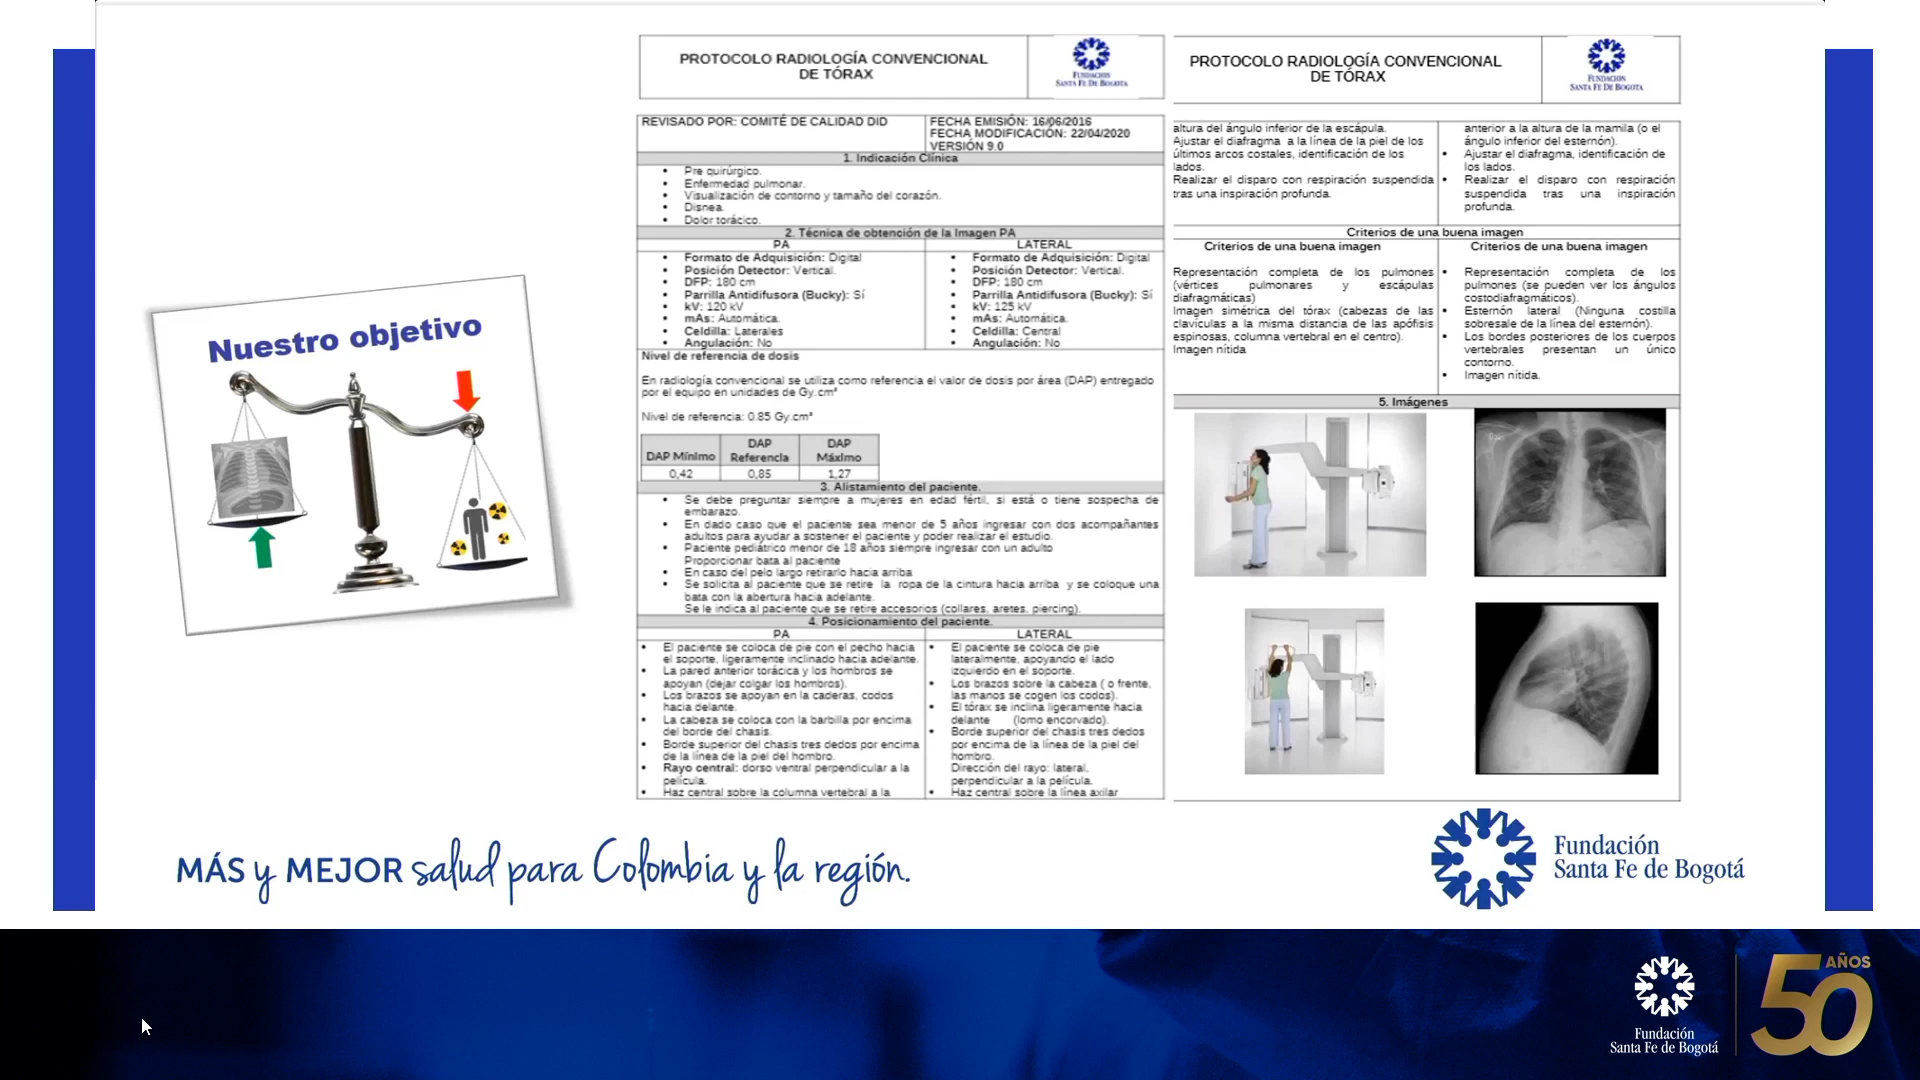 Nuestro objetivo
PROTOCOLO RADIOLOGÍA CONVENCIONAL
DE TÓRAX
FUNDACIÓN
SANTA FE DE BOGOTÁ
REVISADO POR: COMITÉ DE CALIDAD DID
FECHA EMISIÓN: 16/06/2016
FECHA MODIFICACIÓN: 22/04/2020
VERSIÓN 9.0
1. Indicación Clínica
• Pre quirúrgico.
• Enfermedad pulmonar.
• Visualización de contorno y tamaño del corazón.
• Disnea.
• Dolor torácico.
2. Técnica de obtención de la Imagen PA
PA
• Formato de Adquisición: Digital
• Posición Detector: Vertical.
• DFP: 180 cm
• Parrilla Antidifusora (Bucky): Sí
• kV: 120 kV
• mAs: Automática.
• Celdilla: Laterales
• Angulación: No
LATERAL
• Formato de Adquisición: Digital
• Posición Detector: Vertical.
• DFP: 180 cm
• Parrilla Antidifusora (Bucky): Sí
• kV: 125 kV
• mAs: Automática.
• Celdilla: Central
• Angulación: No
Nivel de referencia de dosis
En radiología convencional se utiliza como referencia el valor de dosis por área (DAP) entregado
por el equipo en unidades de Gy.cm²
Nivel de referencia: 0.85 Gy.cm²
DAP Mínimo DAP Referencia DAP Máximo
0,42 0,85 1,27
3. Alistamiento del paciente.
• Se debe preguntar siempre a mujeres en edad fértil, si está o tiene sospecha de
embarazo.
• En dado caso que el paciente sea menor de 5 años ingresar con dos acompañantes
adultos para ayudar a sostener el paciente y poder realizar el estudio.
• Paciente pediátrico menor de 18 años siempre ingresar con un adulto
Proporcionar bata al paciente
• En caso del pelo largo retirarlo hacia arriba
• Se solicita al paciente que se retire la ropa de la cintura hacia arriba y se coloque una
bata con la abertura hacia adelante.
Se le indica al paciente que se retire accesorios (collares, aretes, piercing).
4. Posicionamiento del paciente.
PA
• El paciente se coloca de pie con el pecho hacia
el soporte, ligeramente inclinado hacia adelante.
• La pared anterior torácica y los hombros se
apoyan (dejar colgar los hombros).
• Los brazos se apoyan en la caderas, codos
hacia delante.
• La cabeza se coloca con la barbilla por encima
del borde del chasis.
• Borde superior del chasis tres dedos por encima
de la línea de la piel del hombro.
• Rayo central: dorso ventral perpendicular a la
película.
• Haz central sobre la columna vertebral a la
LATERAL
• El paciente se coloca de pie
lateralmente, apoyando el lado
izquierdo en el soporte.
• Los brazos sobre la cabeza ( o frente,
las manos se cogen los codos).
• El tórax se inclina ligeramente hacia
delante (lomo encorvado).
• Borde superior del chasis tres dedos
por encima de la línea de la piel del
hombro.
Dirección del rayo: lateral,
perpendicular a la película.
• Haz central sobre la línea axilar
PROTOCOLO RADIOLOGÍA CONVENCIONAL
DE TÓRAX
FUNDACIÓN
SANTA FE DE BOGOTÁ
altura del ángulo inferior de la escápula.
Ajustar el diafragma a la línea de la piel de los
últimos arcos costales, identificación de los
lados.
Realizar el disparo con respiración suspendida
tras una inspiración profunda.
anterior a la altura de la mamila (o el
ángulo inferior del esternón).
• Ajustar el diafragma, identificación de
los lados.
• Realizar el disparo con respiración
suspendida tras una inspiración
profunda.
Criterios de una buena imagen
Criterios de una buena imagen
Representación completa de los pulmones
(vértices pulmonares y escápulas
diafragmáticas)
Imagen simétrica del tórax (cabezas de las
clavículas a la misma distancia de las apófisis
espinosas, columna vertebral en el centro).
Imagen nítida
Criterios de una buena imagen
• Representación completa de los
pulmones (se pueden ver los ángulos
costodiafragmáticos).
• Esternón lateral (Ninguna costilla
sobresale de la línea del esternón).
• Los bordes posteriores de los cuerpos
vertebrales presentan un único
contorno.
• Imagen nítida.
5. Imágenes
MÁS y MEJOR salud para Colombia y la región.
Fundación
Santa Fe de Bogotá
Fundación
Santa Fe de Bogotá
50 AÑOS